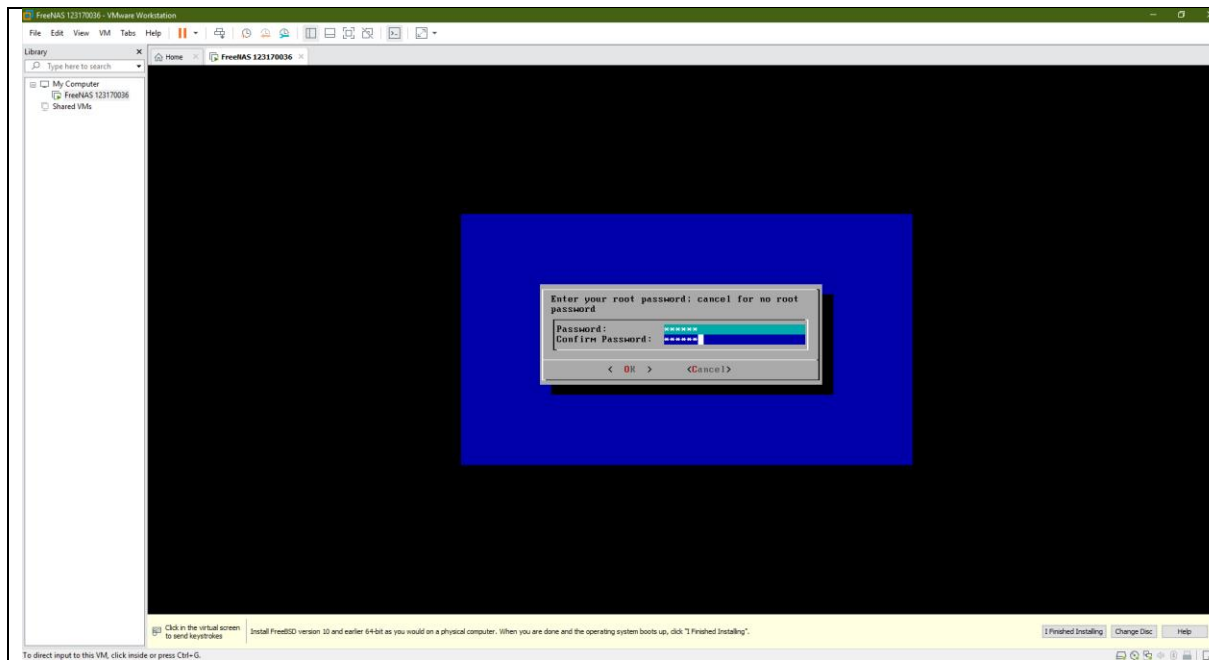 FreeNAS 123170036 - VMware Workstation
File Edit View VM Tabs Help
Library
Type here to search
Home
FreeNAS 123170036
My Computer
FreeNAS 123170036
Shared VMs
Enter your root password; cancel for no root
password
Password: ******
Confirm Password: ******
< OK > <Cancel>
Click in the virtual screen
to send keystrokes
Install FreeBSD version 10 and earlier 64-bit as you would on a physical computer. When you are done and the operating system boots up, click "I Finished Installing".
I Finished Installing Change Disc Help
To direct input to this VM, click inside or press Ctrl+G.